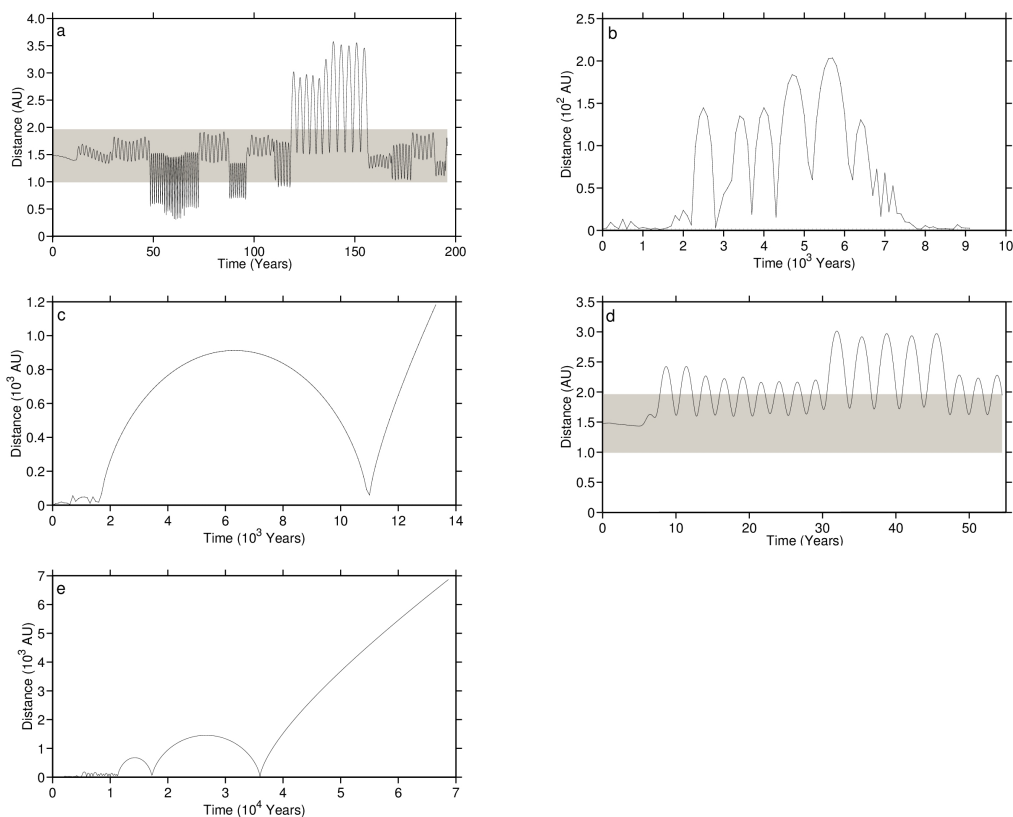 a
4.0
3.5
3.0
2.5
2.0
1.5
1.0
0.5
0
Distance (AU)
0 50 100 150 200
Time (Years)
b
2.5
2.0
1.5
1.0
0.5
0
Distance (10² AU)
0 1 2 3 4 5 6 7 8 9 10
Time (10³ Years)
c
1.2
1.0
0.8
0.6
0.4
0.2
0
Distance (10³ AU)
0 2 4 6 8 10 12 14
Time (10³ Years)
d
3.5
3.0
2.5
2.0
1.5
1.0
0.5
0
Distance (AU)
0 10 20 30 40 50
Time (Years)
e
7
6
5
4
3
2
1
0
Distance (10³ AU)
0 1 2 3 4 5 6 7
Time (10⁴ Years)